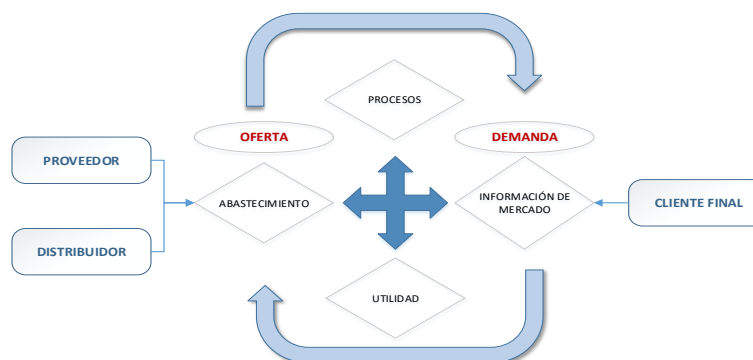 PROCESOS
OFERTA
DEMANDA
PROVEEDOR
ABASTECIMIENTO
INFORMACIÓN DE
MERCADO
CLIENTE FINAL
DISTRIBUIDOR
UTILIDAD